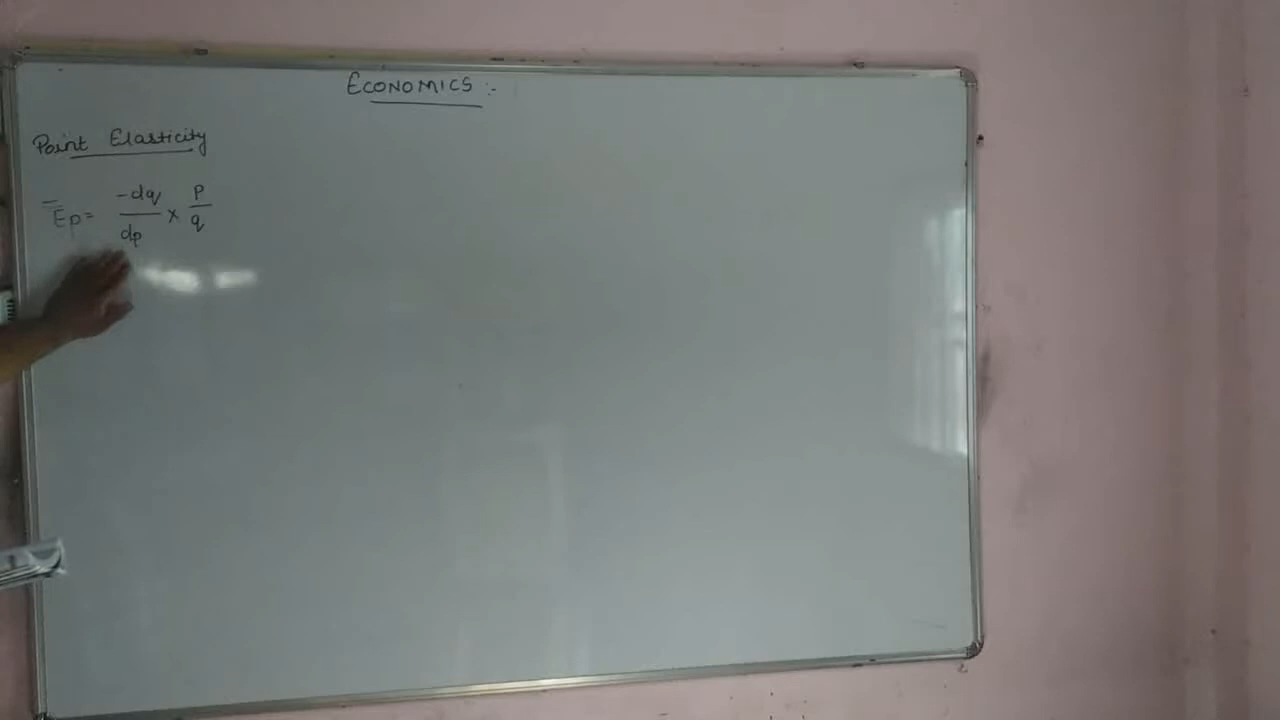 ECONOMICS :-
Point Elasticity
Ep = -dq/dp × P/q